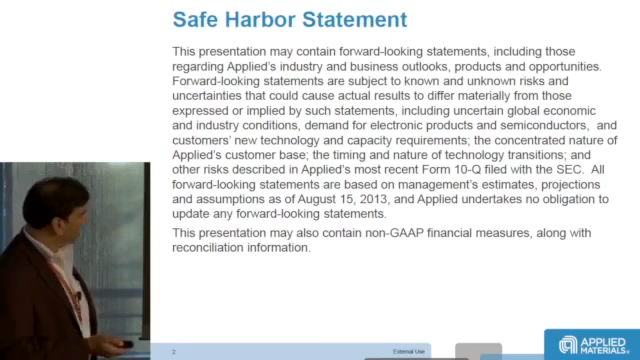 Safe Harbor Statement
This presentation may contain forward-looking statements, including those
regarding Applied's industry and business outlooks, products and opportunities.
Forward-looking statements are subject to known and unknown risks and
uncertainties that could cause actual results to differ materially from those
expressed or implied by such statements, including uncertain global economic
and industry conditions, demand for electronic products and semiconductors, and
customers' new technology and capacity requirements; the concentrated nature of
Applied's customer base; the timing and nature of technology transitions; and
other risks described in Applied's most recent Form 10-Q filed with the SEC. All
forward-looking statements are based on management's estimates, projections
and assumptions as of August 15, 2013, and Applied undertakes no obligation to
update any forward-looking statements.
This presentation may also contain non-GAAP financial measures, along with
reconciliation information.
2
External Use
APPLIED
MATERIALS